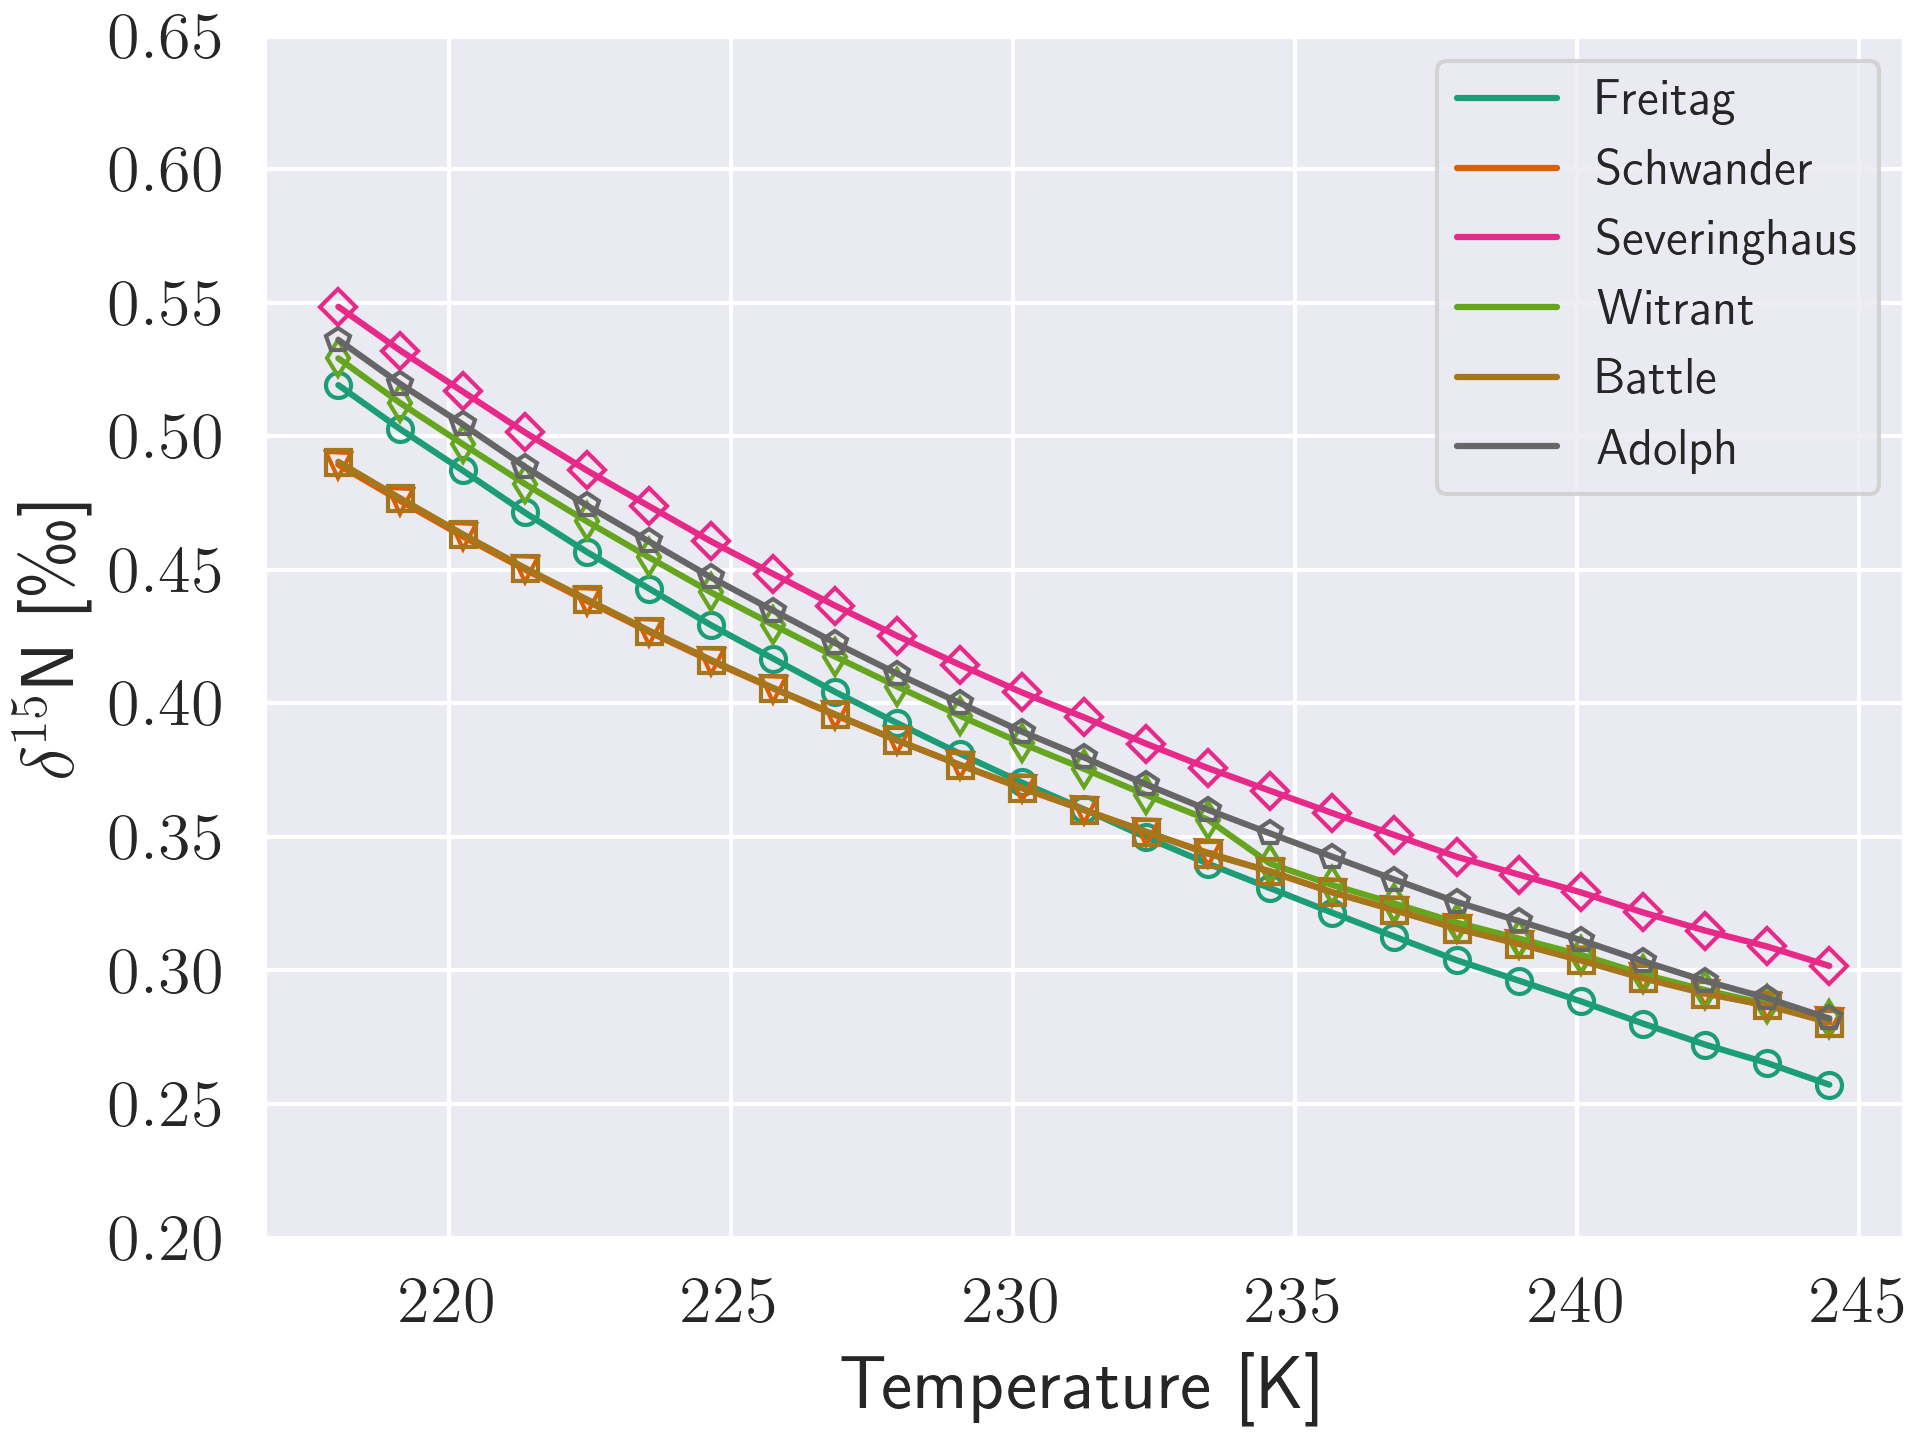 0.65
0.60
0.55
0.50
0.45
0.40
0.35
0.30
0.25
0.20
δ¹⁵N [‰]
220 225 230 235 240 245
Temperature [K]
Freitag
Schwander
Severinghaus
Witrant
Battle
Adolph